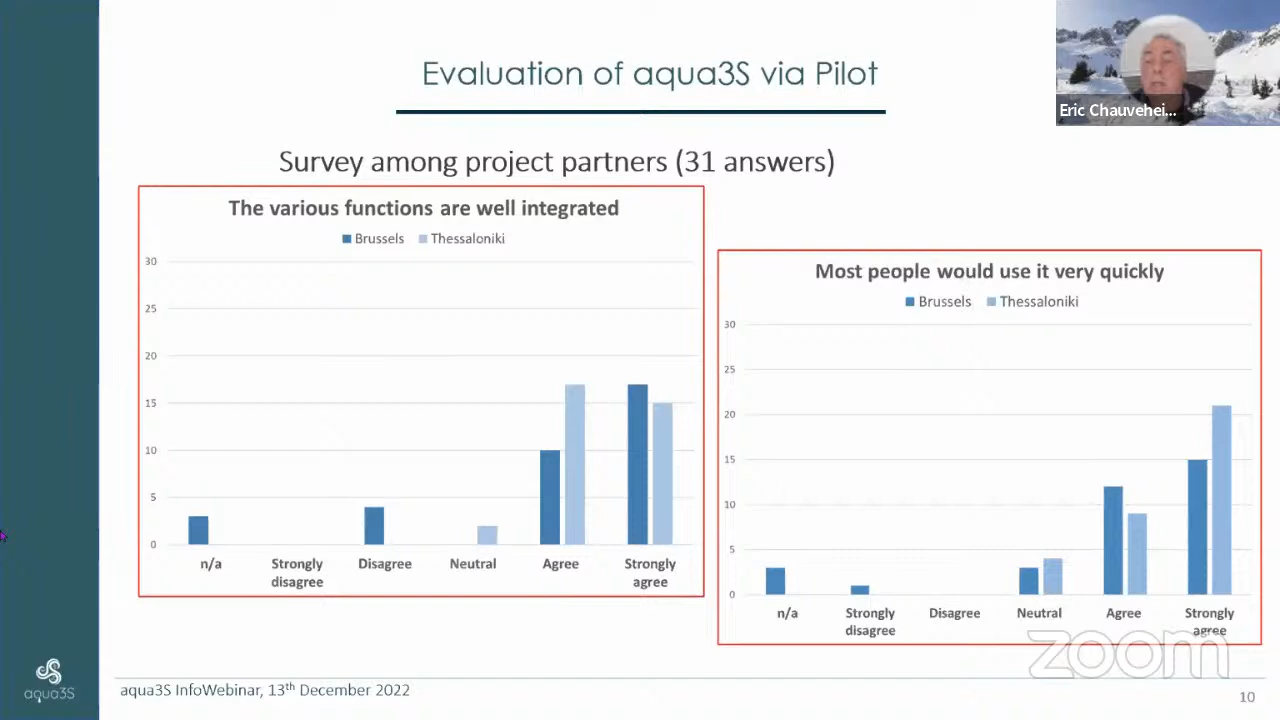 Evaluation of aqua3S via Pilot
Eric Chauvehei...
Survey among project partners (31 answers)
The various functions are well integrated
Brussels Thessaloniki
30
25
20
15
10
5
0
n/a Strongly disagree Disagree Neutral Agree Strongly agree
Most people would use it very quickly
Brussels Thessaloniki
30
25
20
15
10
5
0
n/a Strongly disagree Disagree Neutral Agree Strongly agree
zoom
aqua3S
aqua3S InfoWebinar, 13th December 2022
10